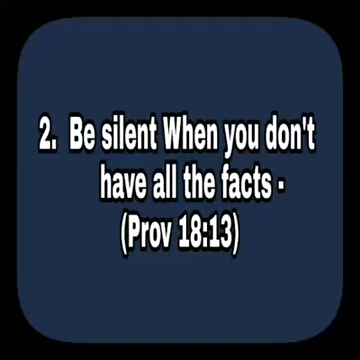 2. Be silent When you don't
have all the facts -
(Prov 18:13)